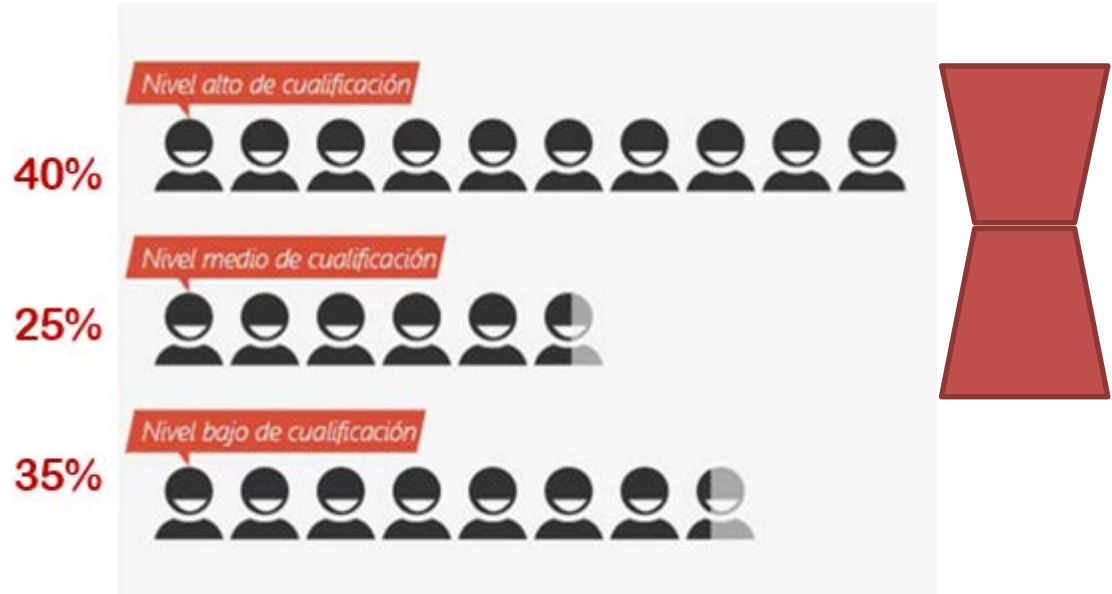 Nivel alto de cualificación
40%
Nivel medio de cualificación
25%
Nivel bajo de cualificación
35%